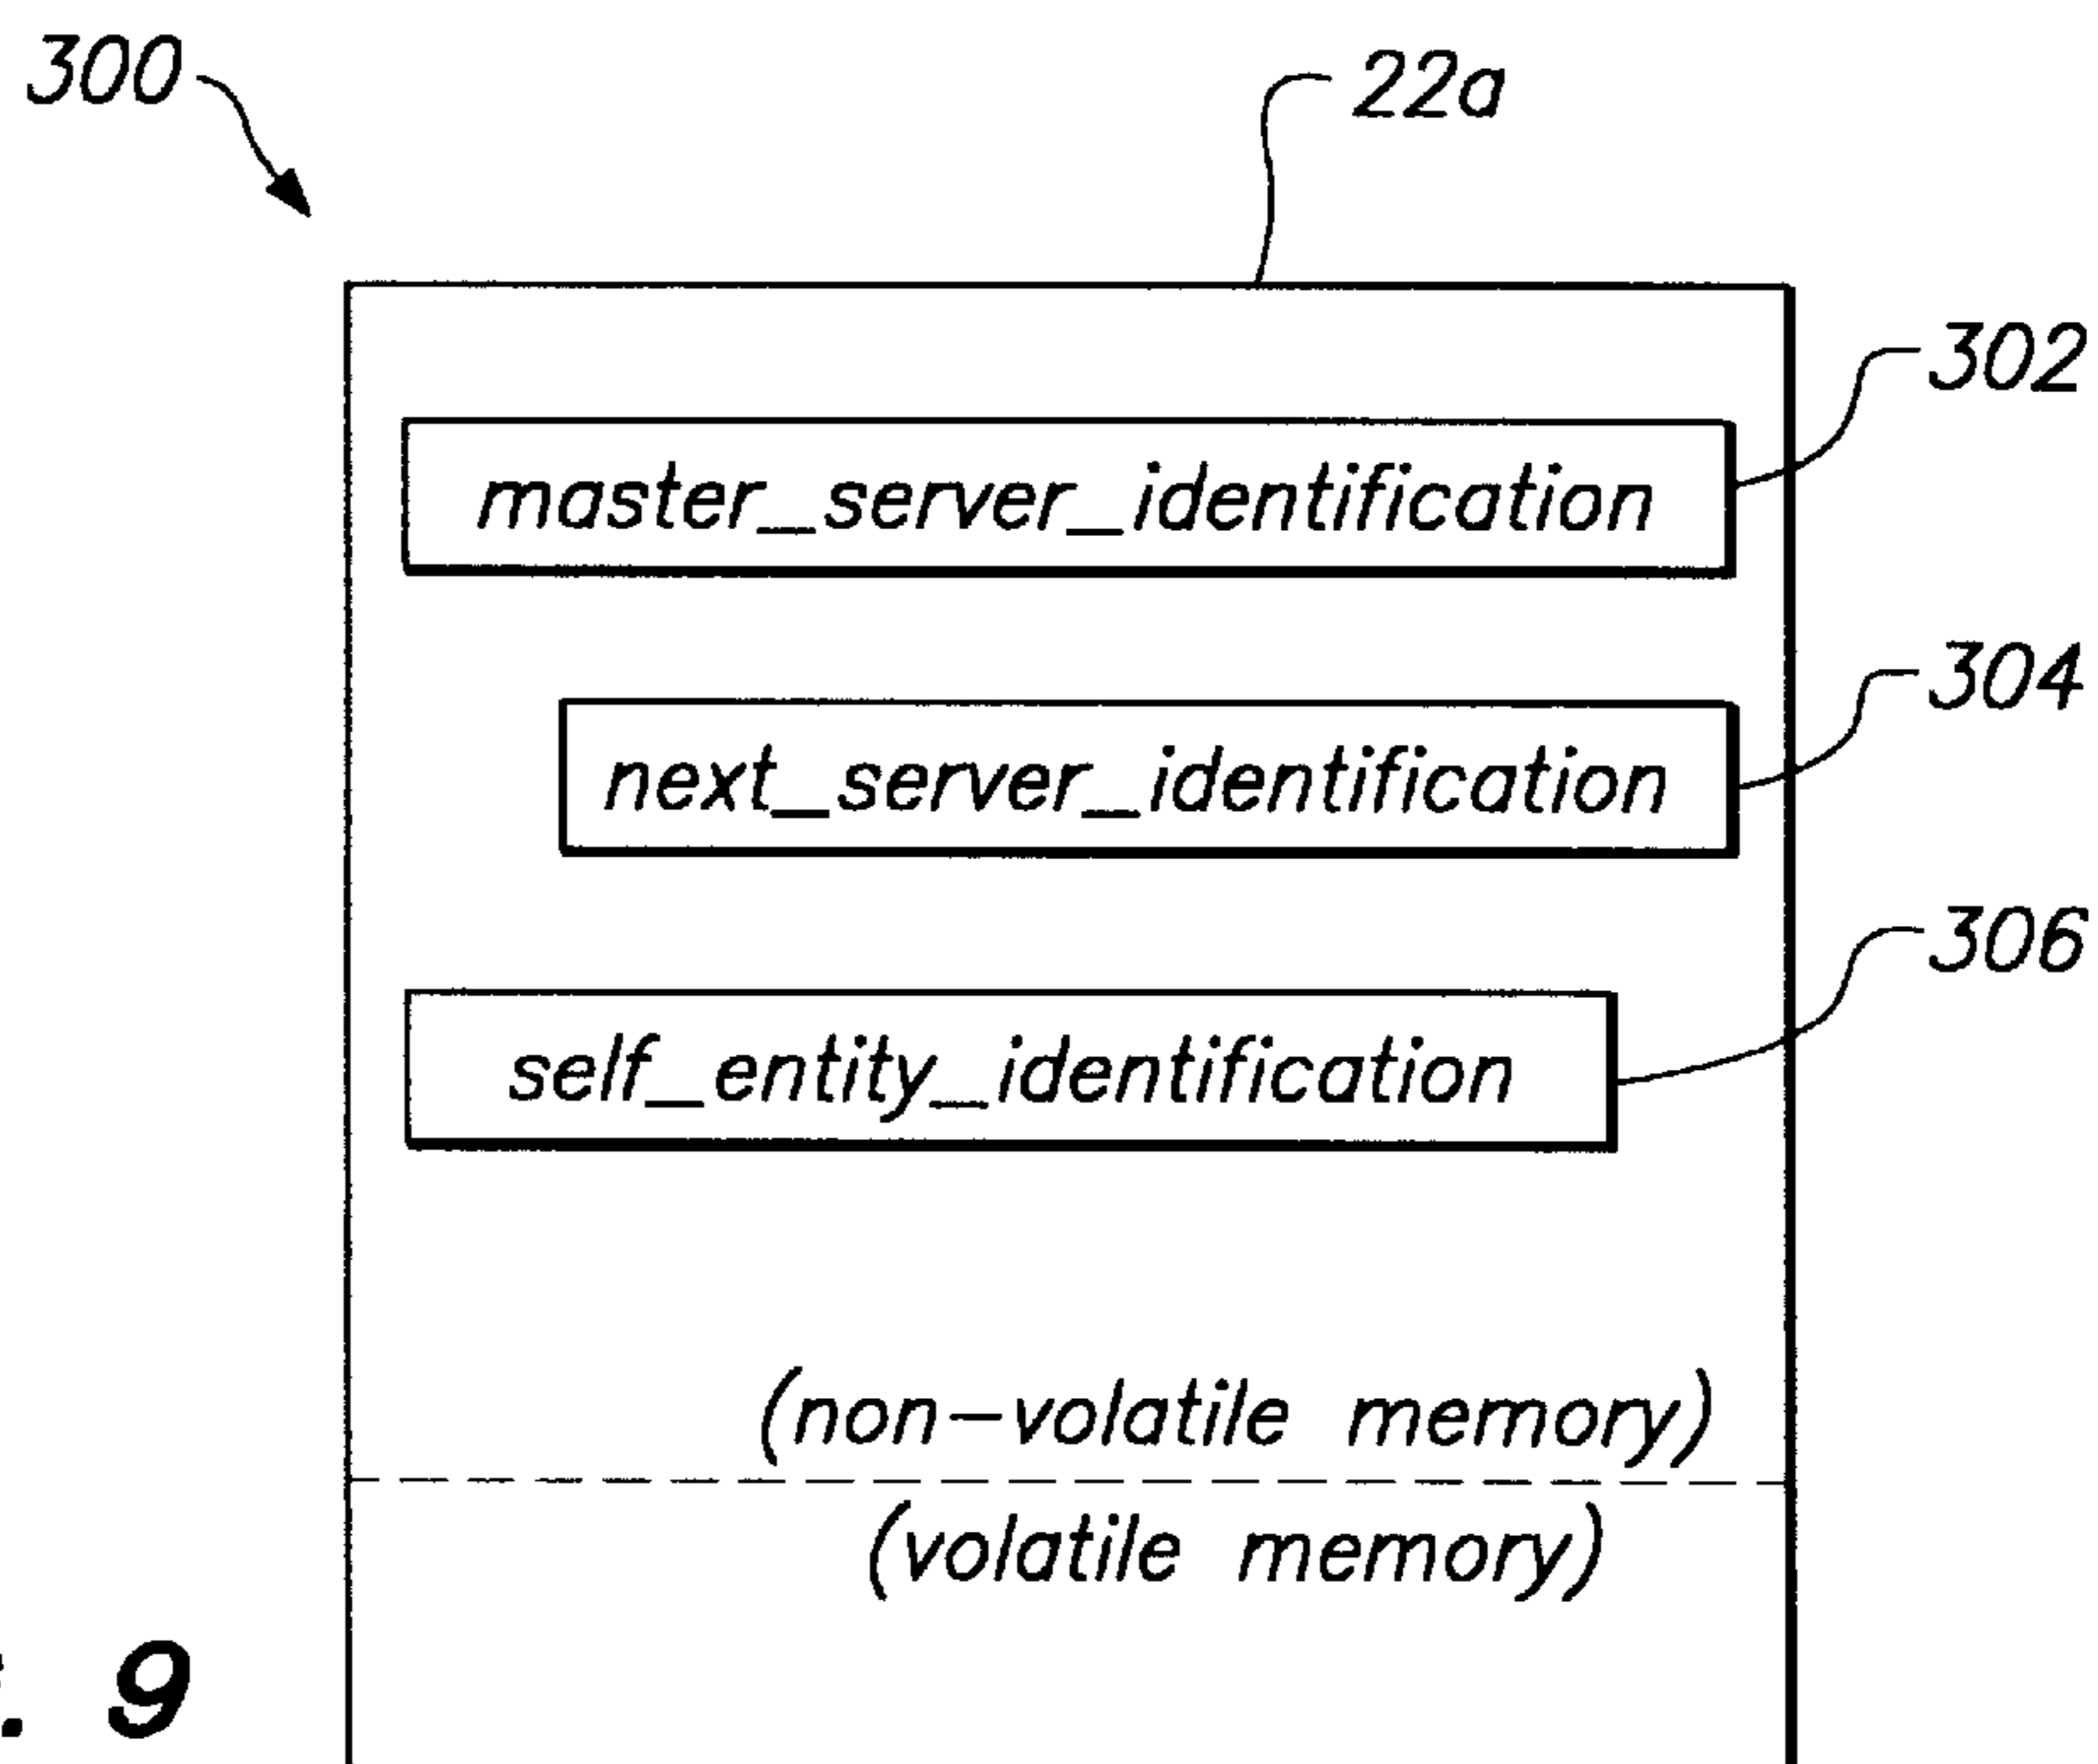 300
22a
302
master_server_identification
304
next_server_identification
306
self_entity_identification
(non-volatile memory)
(volatile memory)
. 9